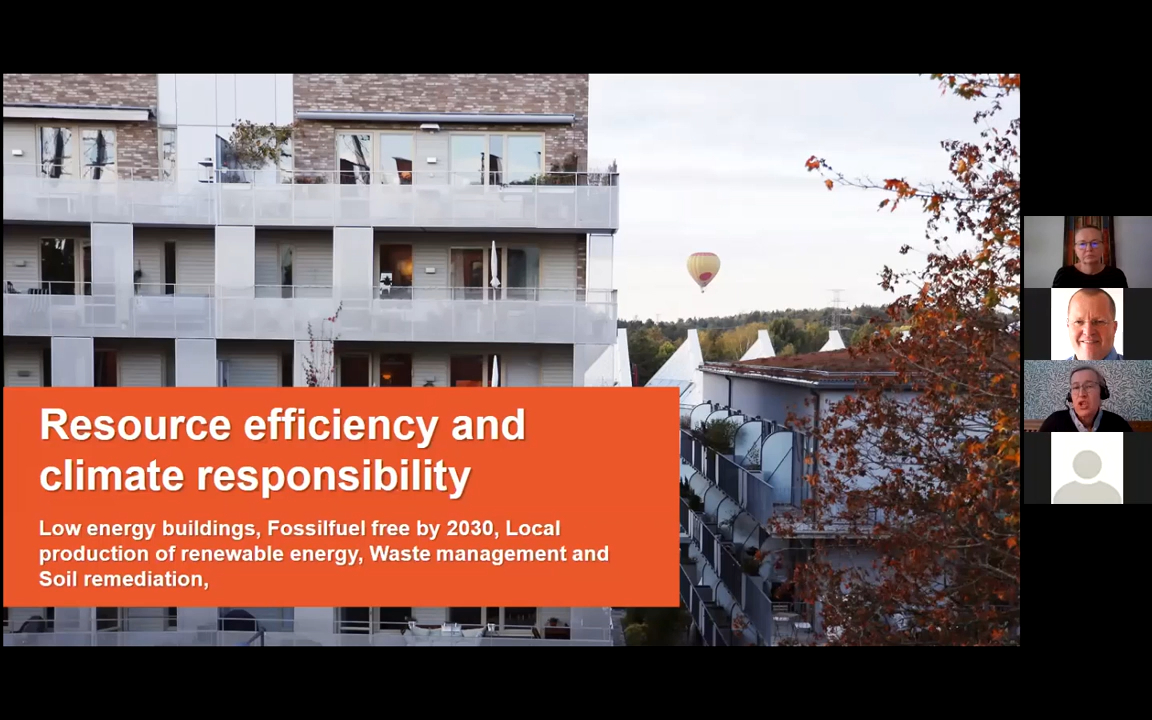 Resource efficiency and
climate responsibility
Low energy buildings, Fossilfuel free by 2030, Local
production of renewable energy, Waste management and
Soil remediation,